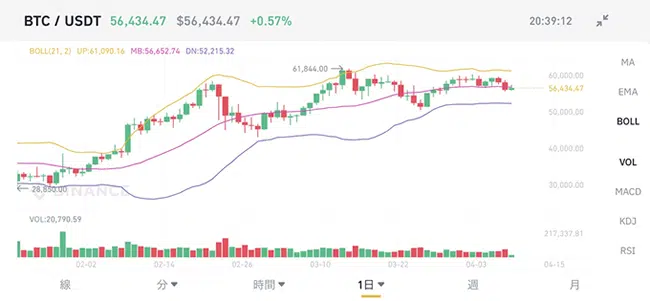 BTC / USDT 56,434.47 $56,434.47 +0.57% 20:39:12
BOLL(21, 2) UP:61,090.16 MB:56,652.74 DN:52,215.32
MA
61,844.00
60,000.00
56,434.47
EMA
50,000.00
BOLL
40,000.00
VOL
28,850.00
BINANCE
30,000.00
MACD
VOL:20,790.59
217,337.91
KDJ
RSI
02-02 02-14 02-26 03-10 03-22 04-03 04-15
線 分 時間 1日 週 月